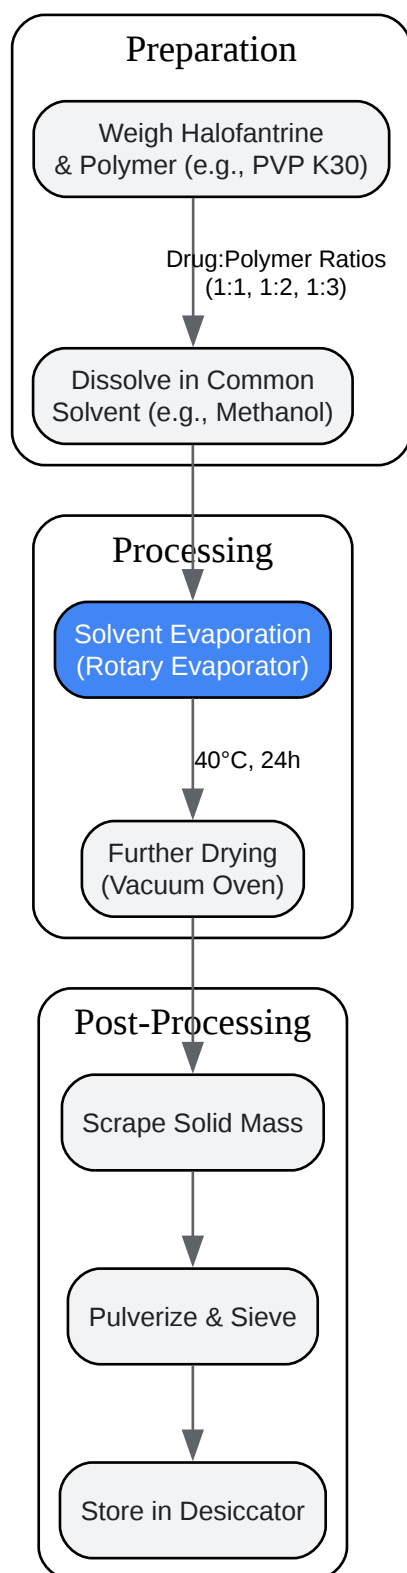 Preparation
Weigh Halofantrine
& Polymer (e.g., PVP K30)
Drug:Polymer Ratios
(1:1, 1:2, 1:3)
Dissolve in Common
Solvent (e.g., Methanol)
Processing
Solvent Evaporation
(Rotary Evaporator)
40°C, 24h
Further Drying
(Vacuum Oven)
Post-Processing
Scrape Solid Mass
Pulverize & Sieve
Store in Desiccator